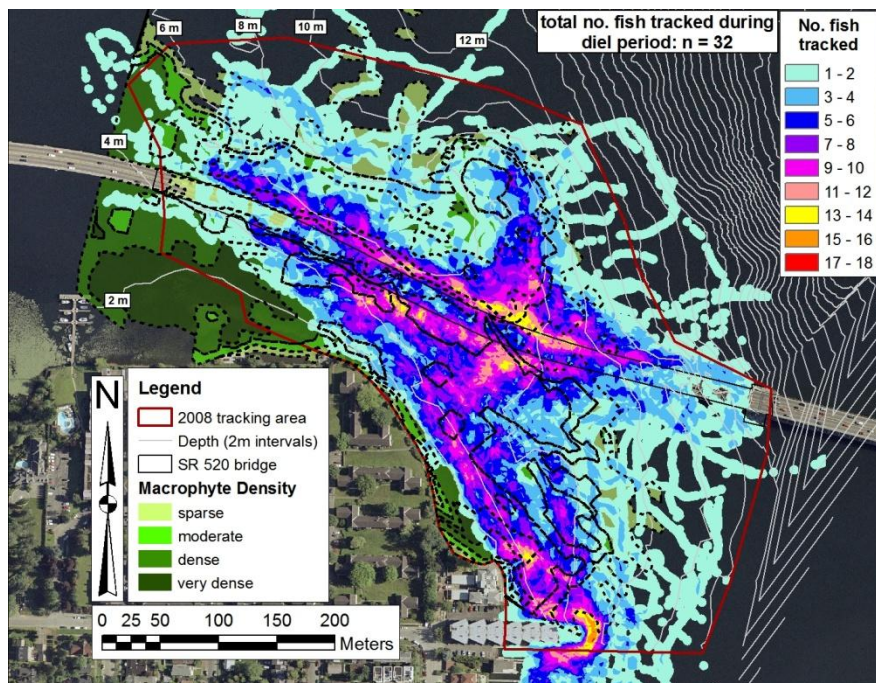 6 m
8 m
10 m
12 m
total no. fish tracked during
diel period: n = 32
No. fish
tracked
1 - 2
3 - 4
5 - 6
7 - 8
9 - 10
11 - 12
13 - 14
15 - 16
17 - 18
4 m
2 m
N
Legend
2008 tracking area
Depth (2m intervals)
SR 520 bridge
Macrophyte Density
sparse
moderate
dense
very dense
0 25 50 100 150 200
Meters